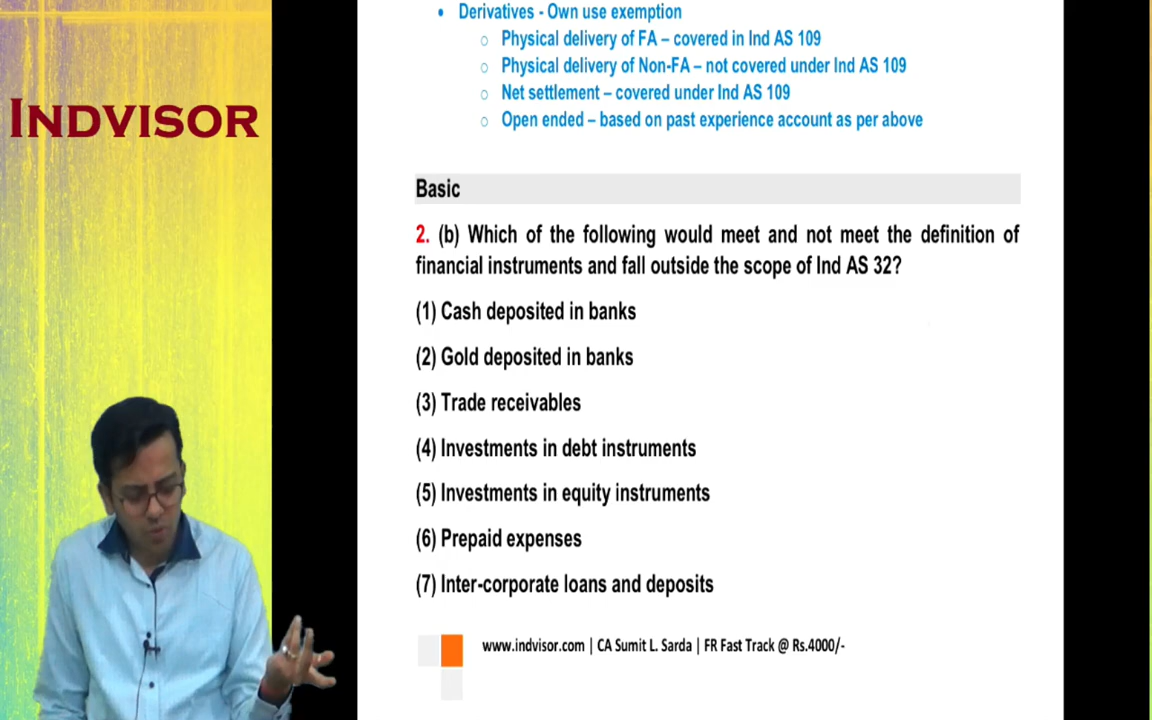 INDVISOR
• Derivatives - Own use exemption
○ Physical delivery of FA – covered in Ind AS 109
○ Physical delivery of Non-FA – not covered under Ind AS 109
○ Net settlement – covered under Ind AS 109
○ Open ended – based on past experience account as per above
Basic
2. (b) Which of the following would meet and not meet the definition of
financial instruments and fall outside the scope of Ind AS 32?
(1) Cash deposited in banks
(2) Gold deposited in banks
(3) Trade receivables
(4) Investments in debt instruments
(5) Investments in equity instruments
(6) Prepaid expenses
(7) Inter-corporate loans and deposits
www.indvisor.com | CA Sumit L. Sarda | FR Fast Track @ Rs.4000/-